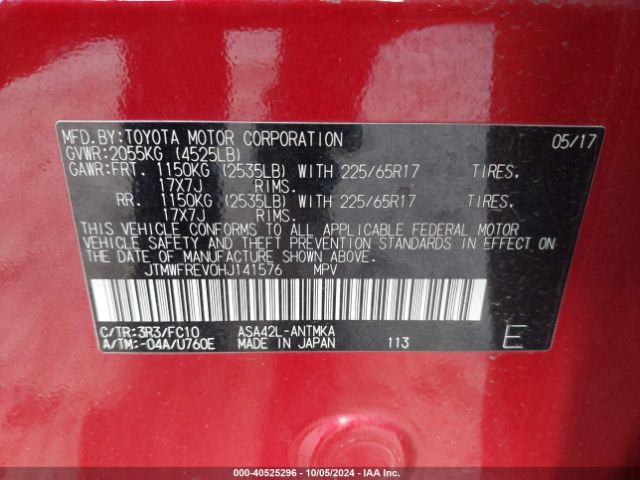 MFD.BY:TOYOTA MOTOR CORPORATION 05/17
GVWR:2055KG (4525LB)
GAWR:FRT. 1150KG (2535LB) WITH 225/65R17 TIRES.
17X7J RIMS.
RR. 1150KG (2535LB) WITH 225/65R17 TIRES.
17X7J RIMS.
THIS VEHICLE CONFORMS TO ALL APPLICABLE FEDERAL MOTOR
VEHICLE SAFETY AND THEFT PREVENTION STANDARDS IN EFFECT ON
THE DATE OF MANUFACTURE SHOWN ABOVE.
JTMWFREV0HJ141576 MPV
C/TR:3R3/FC10 ASA42L-ANTMKA
A/TM:-04A/U760E MADE IN JAPAN 113 E
000-40525296 - 10/05/2024 - IAA Inc.